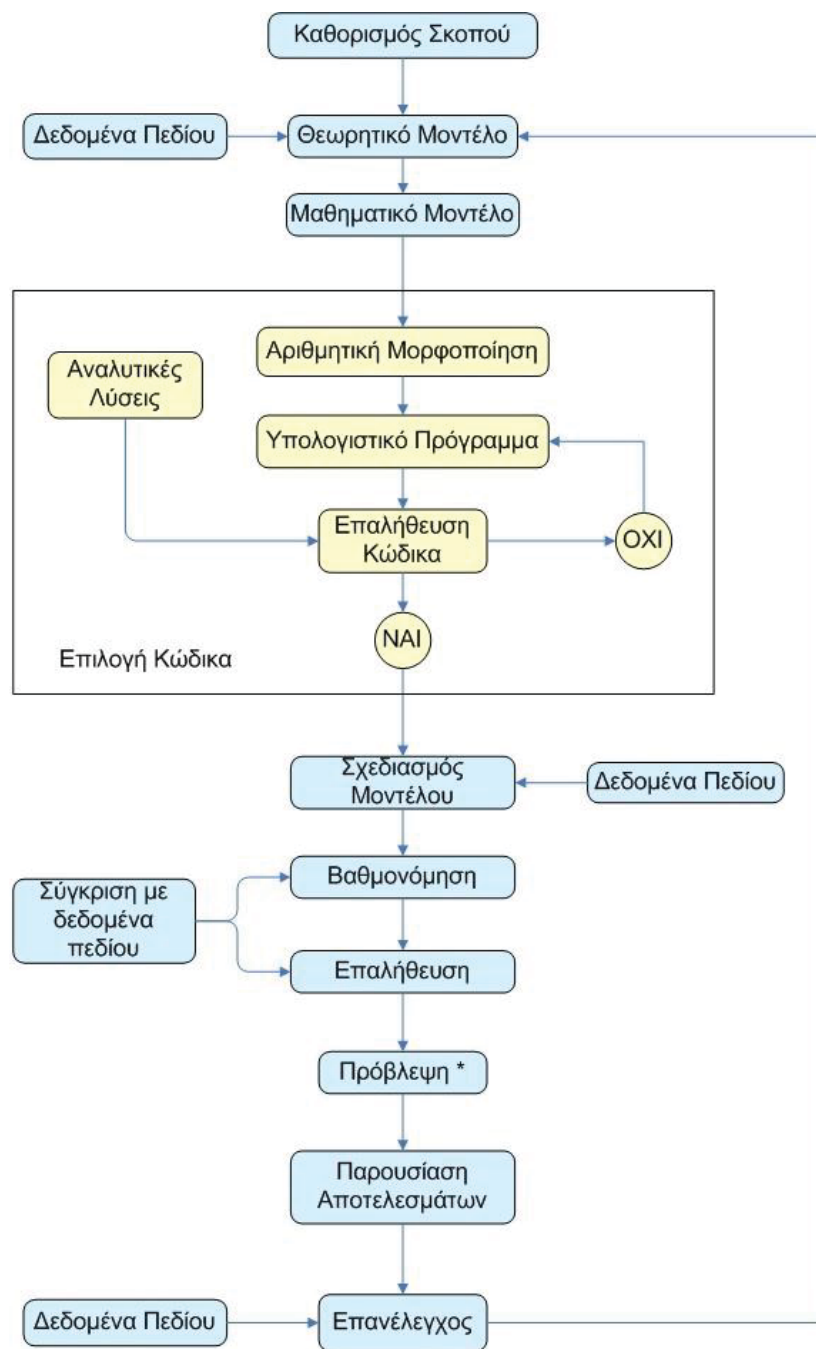 Καθορισμός Σκοπού
Δεδομένα Πεδίου
Θεωρητικό Μοντέλο
Μαθηματικό Μοντέλο
Αριθμητική Μορφοποίηση
Αναλυτικές
Λύσεις
Υπολογιστικό Πρόγραμμα
Επαλήθευση
Κώδικα
ΟΧΙ
ΝΑΙ
Επιλογή Κώδικα
Σχεδιασμός
Μοντέλου
Δεδομένα Πεδίου
Βαθμονόμηση
Σύγκριση με
δεδομένα
πεδίου
Επαλήθευση
Πρόβλεψη *
Παρουσίαση
Αποτελεσμάτων
Δεδομένα Πεδίου
Επανέλεγχος